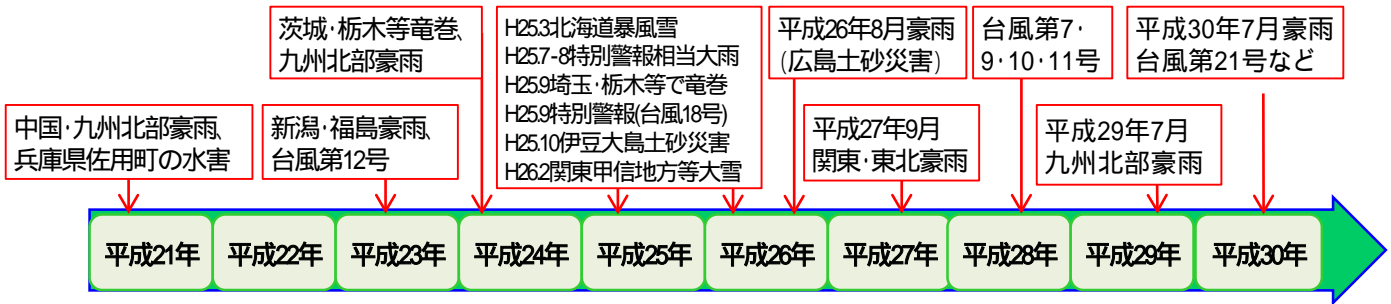 茨城･栃木等竜巻、
九州北部豪雨
H25.3北海道暴風雪
H25.7-8特別警報相当大雨
H25.9埼玉･栃木等で竜巻
H25.9特別警報(台風18号)
H25.10伊豆大島土砂災害
H26.2関東甲信地方等大雪
平成26年8月豪雨
(広島土砂災害)
台風第7･
9･10･11号
平成30年7月豪雨
台風第21号など
中国･九州北部豪雨、
兵庫県佐用町の水害
新潟･福島豪雨、
台風第12号
平成27年9月
関東･東北豪雨
平成29年7月
九州北部豪雨
平成21年
平成22年
平成23年
平成24年
平成25年
平成26年
平成27年
平成28年
平成29年
平成30年